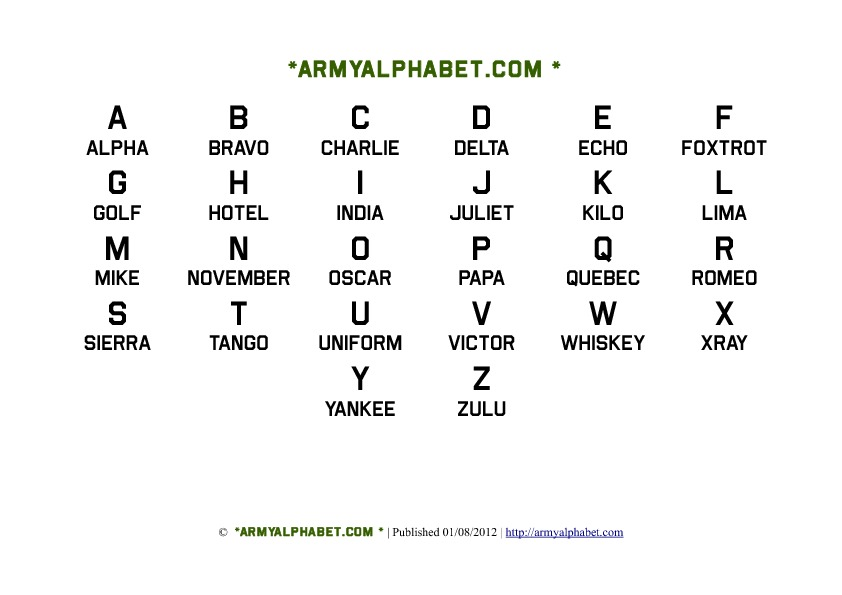 *ARMYALPHABET.COM *
A B C D E F
ALPHA BRAVO CHARLIE DELTA ECHO FOXTROT
G H I J K L
GOLF HOTEL INDIA JULIET KILO LIMA
M N O P Q R
MIKE NOVEMBER OSCAR PAPA QUEBEC ROMEO
S T U V W X
SIERRA TANGO UNIFORM VICTOR WHISKEY XRAY
Y Z
YANKEE ZULU
© *ARMYALPHABET.COM * | Published 01/08/2012 | http://armyalphabet.com